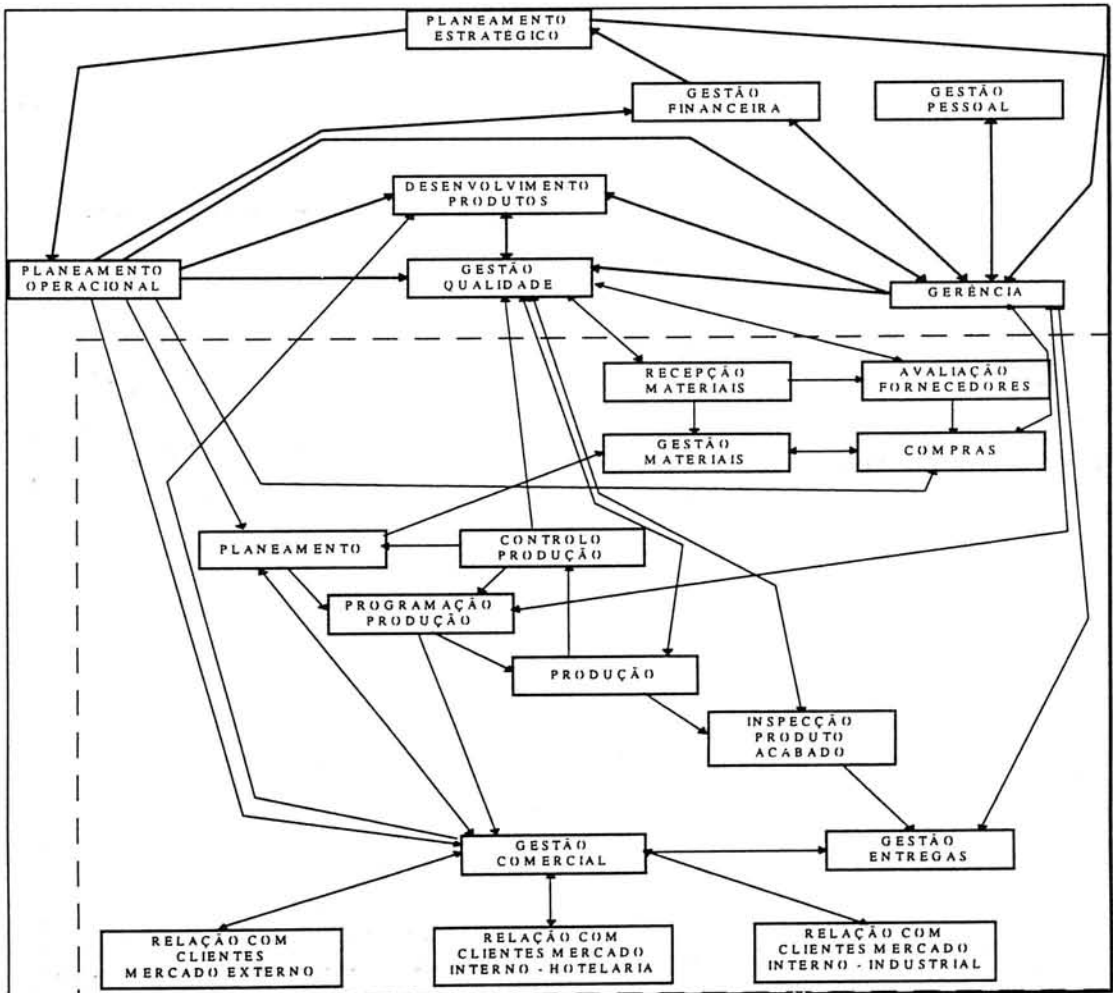 PLANEAMENTO
ESTRATÉGICO
GESTÃO
FINANCEIRA
GESTÃO
PESSOAL
DESENVOLVIMENTO
PRODUTOS
PLANEAMENTO
OPERACIONAL
GESTÃO
QUALIDADE
GERÊNCIA
RECEPÇÃO
MATERIAIS
AVALIAÇÃO
FORNECEDORES
GESTÃO
MATERIAIS
COMPRAS
PLANEAMENTO
CONTROLO
PRODUÇÃO
PROGRAMAÇÃO
PRODUÇÃO
PRODUÇÃO
INSPECÇÃO
PRODUTO
ACABADO
GESTÃO
COMERCIAL
GESTÃO
ENTREGAS
RELAÇÃO COM
CLIENTES
MERCADO EXTERNO
RELAÇÃO COM
CLIENTES MERCADO
INTERNO - HOTELARIA
RELAÇÃO COM
CLIENTES MERCADO
INTERNO - INDUSTRIAL